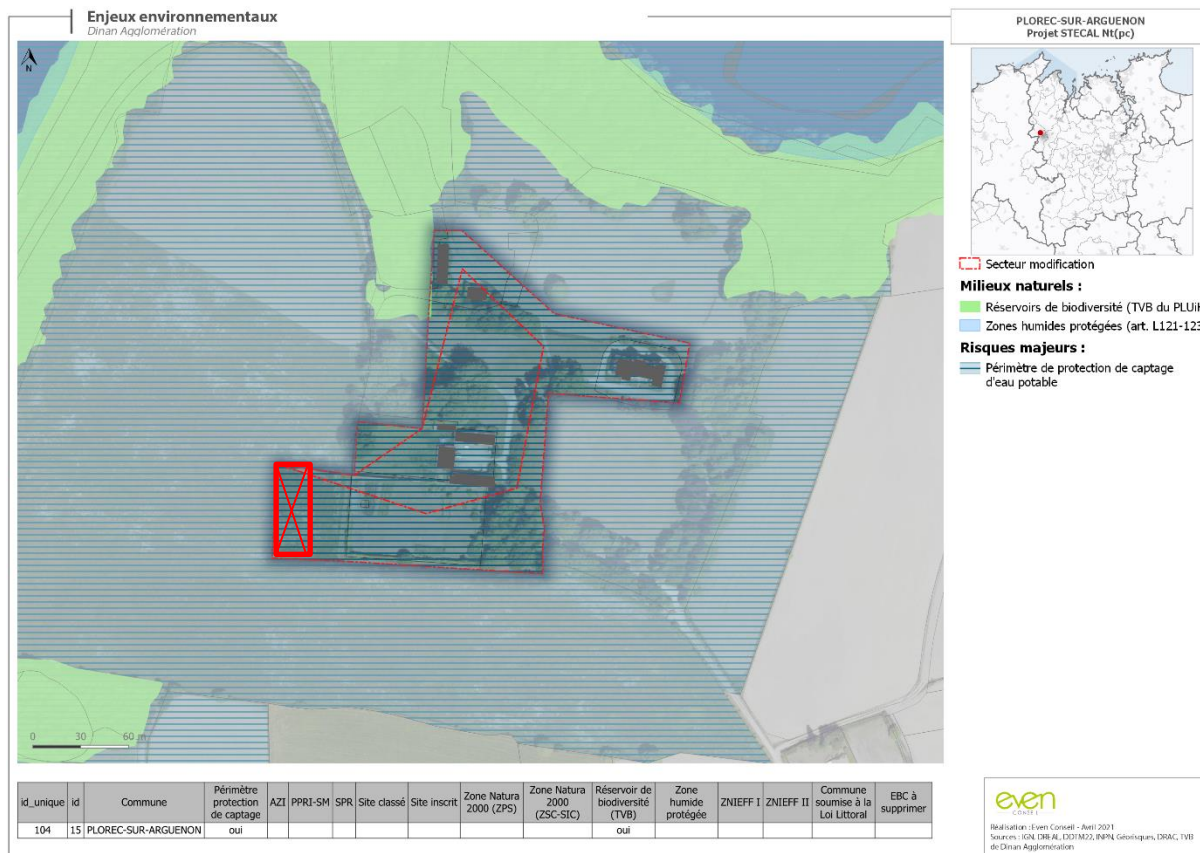 Enjeux environnementaux
Dinan Agglomération
N
0 30 60 m
PLOREC-SUR-ARGUENON
Projet STECAL Nt(pc)
Secteur modification
Milieux naturels :
Réservoirs de biodiversité (TVB du PLUiH
Zones humides protégées (art. L121-123
Risques majeurs :
Périmètre de protection de captage
d'eau potable
id_unique id Commune Périmètre protection de captage AZI PPRI-SM SPR Site classé Site inscrit Zone Natura 2000 (ZPS) Zone Natura 2000 (ZSC-SIC) Réservoir de biodiversité (TVB) Zone humide protégée ZNIEFF I ZNIEFF II Commune soumise à la Loi Littoral EBC à supprimer
104 15 PLOREC-SUR-ARGUENON oui oui
even
CONSEIL
Réalisation : Even Conseil - Avril 2021
Sources : IGN, DREAL, DDTM22, INPN, Géorisques, DRAC, TVB
de Dinan Agglomération